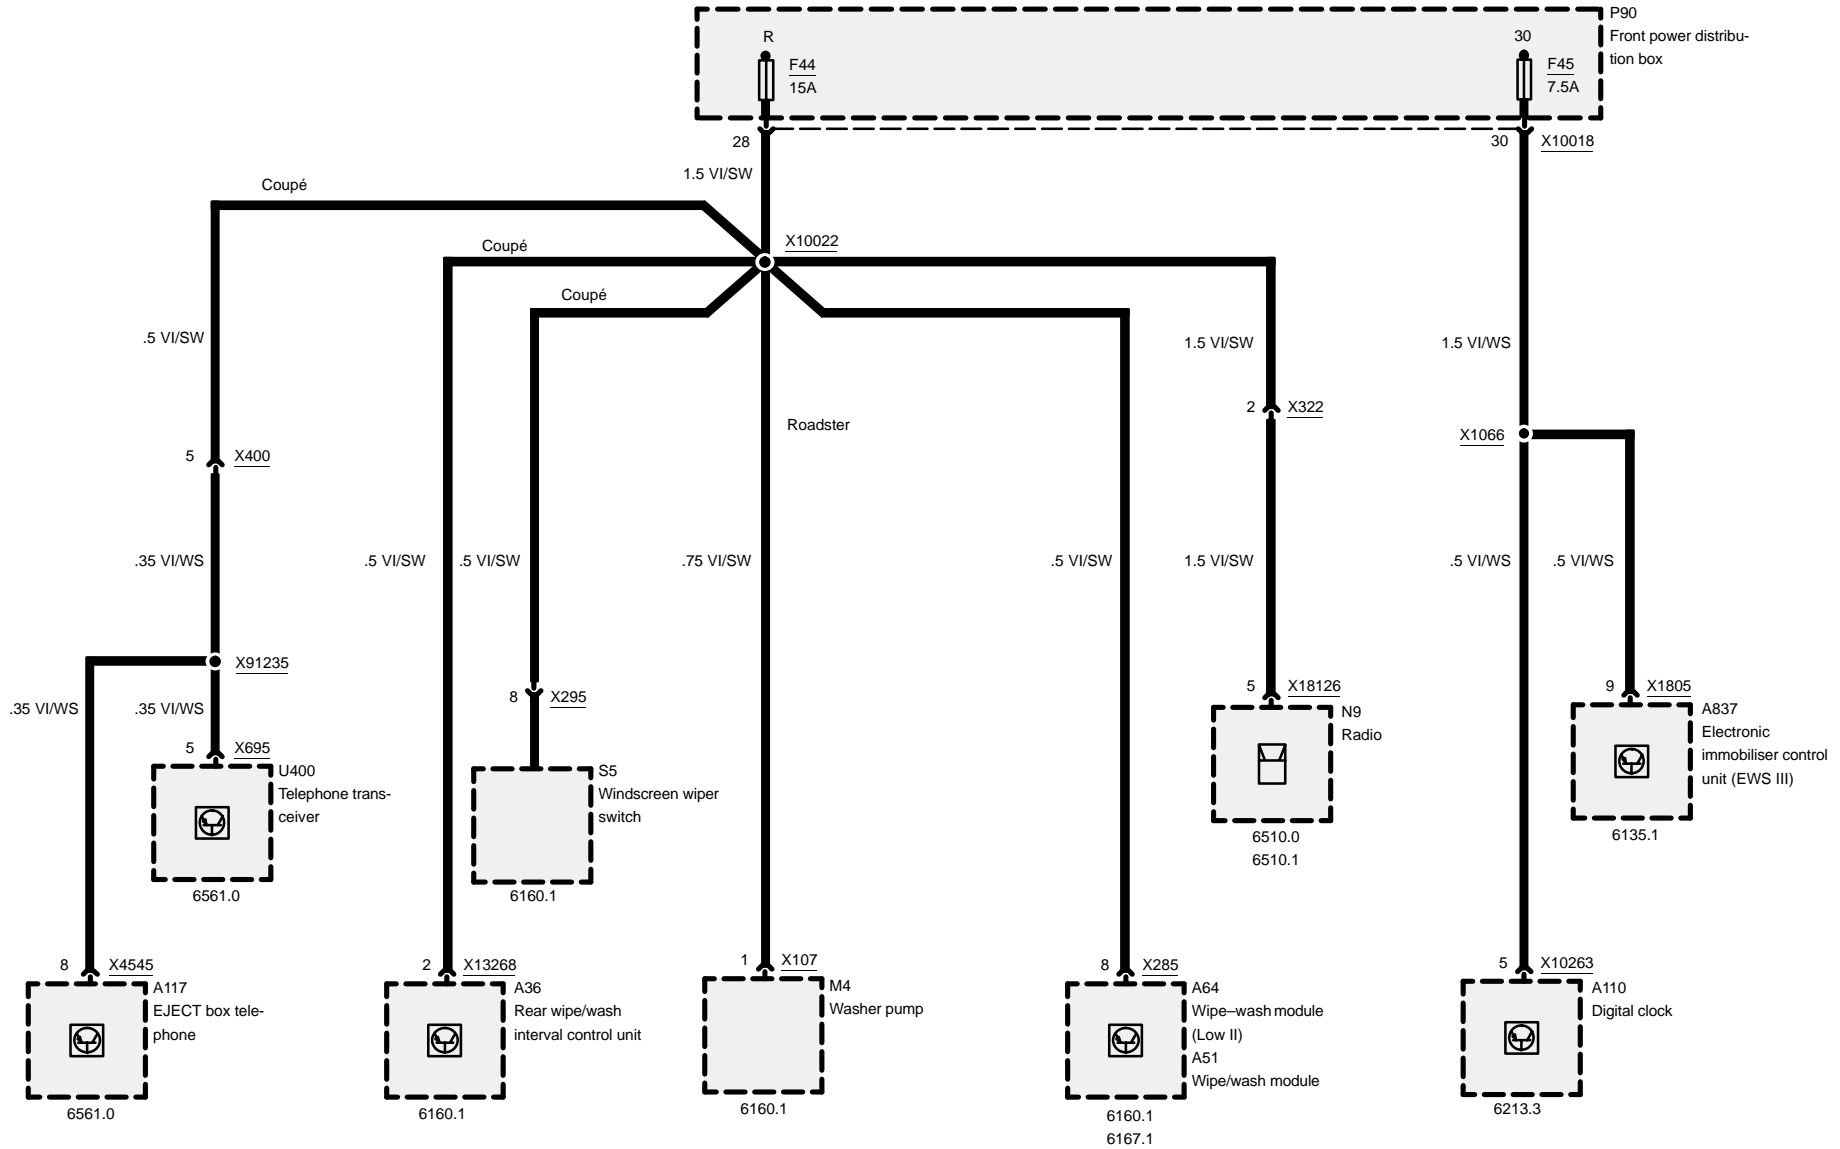 P90
R
30
Front power distribu-
tion box
F44
15A
F45
7.5A
28
30
X10018
1.5 VI/SW
Coupé
X10022
Coupé
Coupé
.5 VI/SW
1.5 VI/SW
1.5 VI/WS
2
X322
Roadster
X1066
5
X400
.35 VI/WS
.5 VI/SW
.5 VI/SW
.75 VI/SW
.5 VI/SW
1.5 VI/SW
.5 VI/WS
.5 VI/WS
X91235
8
X295
5
X18126
9
X1805
.35 VI/WS
.35 VI/WS
N9
Radio
A837
Electronic
immobiliser control
unit (EWS III)
5
X695
U400
Telephone trans-
ceiver
S5
Windscreen wiper
switch
6510.0
6510.1
6135.1
6561.0
6160.1
8
X4545
2
X13268
1
X107
8
X285
5
X10263
A117
EJECT box tele-
phone
A36
Rear wipe/wash
interval control unit
M4
Washer pump
A64
Wipe–wash module
(Low II)
A51
Wipe/wash module
A110
Digital clock
6561.0
6160.1
6160.1
6160.1
6167.1
6213.3